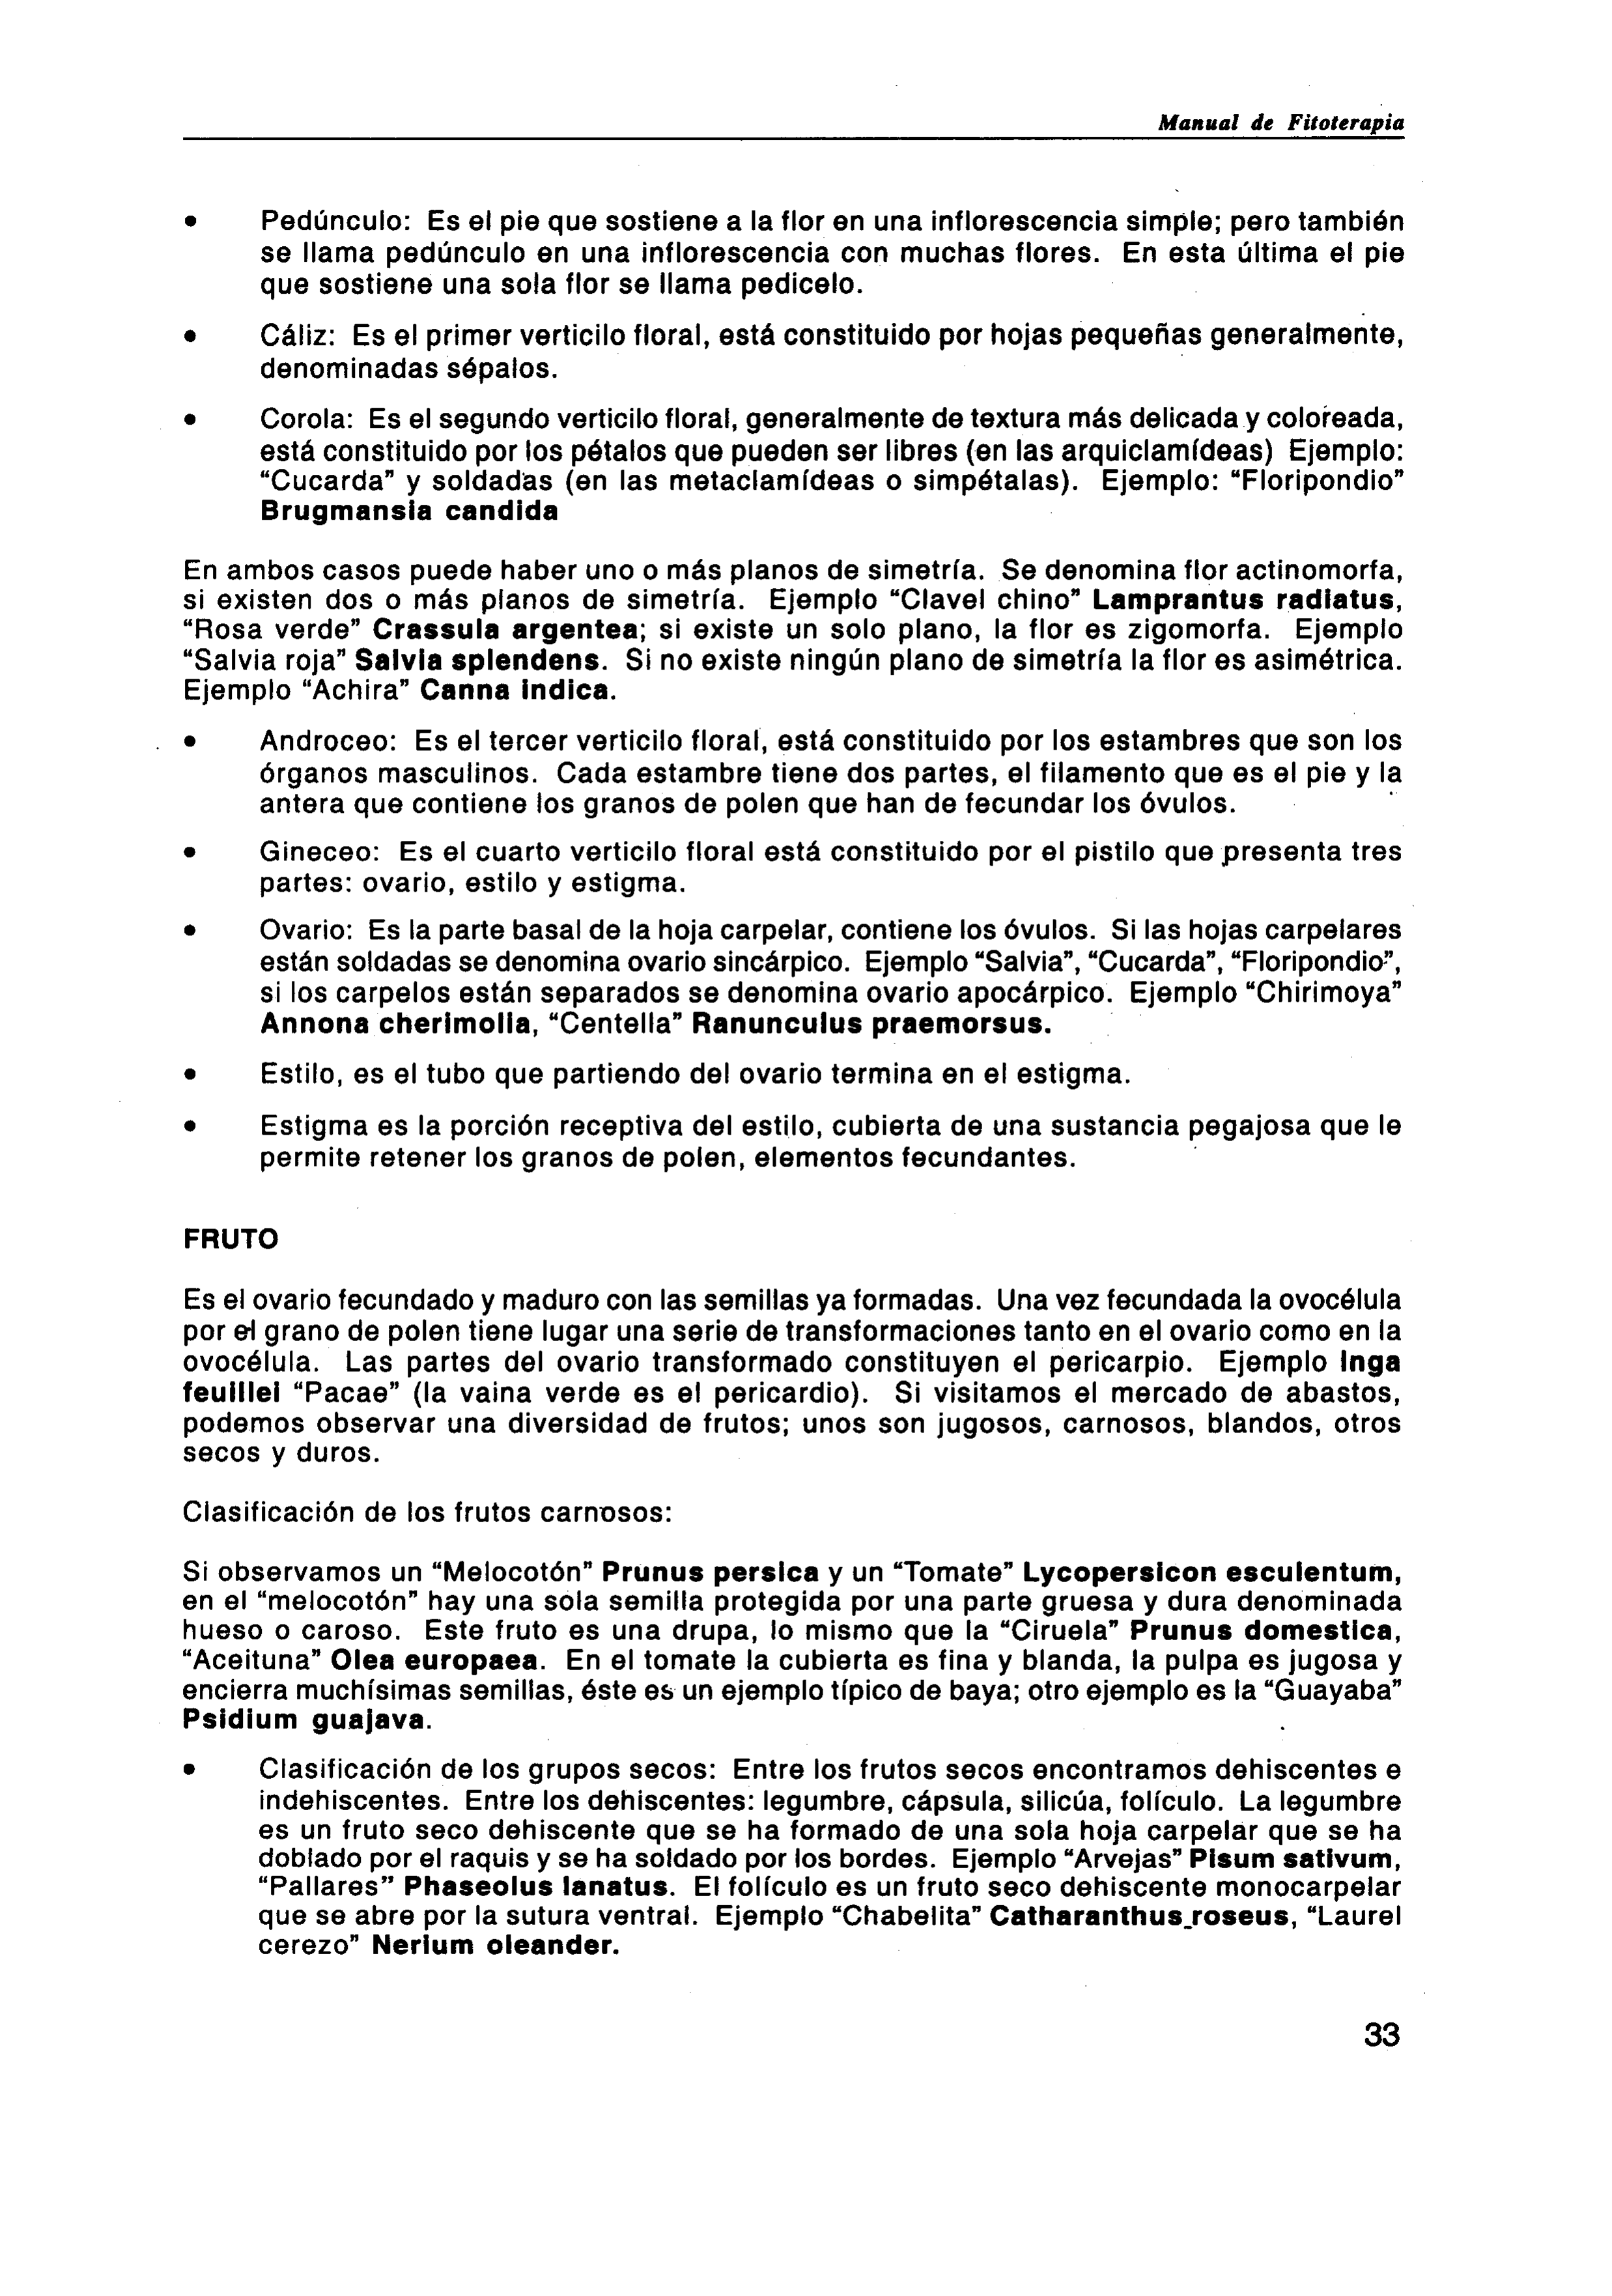 Manual de Fitoterapia
• Pedúnculo: Es el pie que sostiene a la flor en una inflorescencia simple; pero también
se llama pedúnculo en una inflorescencia con muchas flores. En esta última el pie
que sostiene una sola flor se llama pedicelo.
• Cáliz: Es el primer verticilo floral, está constituido por hojas pequeñas generalmente,
denominadas sépalos.
• Corola: Es el segundo verticilo floral, generalmente de textura más delicada y coloreada,
está constituido por los pétalos que pueden ser libres (en las arquiclamídeas) Ejemplo:
“Cucarda” y soldadas (en las metaclamídeas o simpétalas). Ejemplo: “Floripondio”
Brugmansia candida
En ambos casos puede haber uno o más planos de simetría. Se denomina flor actinomorfa,
si existen dos o más planos de simetría. Ejemplo “Clavel chino” Lamprantus radiatus,
“Rosa verde” Crassula argentea; si existe un solo plano, la flor es zigomorfa. Ejemplo
“Salvia roja” Salvia splendens. Si no existe ningún plano de simetría la flor es asimétrica.
Ejemplo “Achira” Canna indica.
• Androceo: Es el tercer verticilo floral, está constituido por los estambres que son los
órganos masculinos. Cada estambre tiene dos partes, el filamento que es el pie y la
antera que contiene los granos de polen que han de fecundar los óvulos.
• Gineceo: Es el cuarto verticilo floral está constituido por el pistilo que presenta tres
partes: ovario, estilo y estigma.
• Ovario: Es la parte basal de la hoja carpelar, contiene los óvulos. Si las hojas carpelares
están soldadas se denomina ovario sincárpico. Ejemplo “Salvia”, “Cucarda”, “Floripondio”,
si los carpelos están separados se denomina ovario apocárpico. Ejemplo “Chirimoya”
Annona cherimolia, “Centella” Ranunculus praemorsus.
• Estilo, es el tubo que partiendo del ovario termina en el estigma.
• Estigma es la porción receptiva del estilo, cubierta de una sustancia pegajosa que le
permite retener los granos de polen, elementos fecundantes.
FRUTO
Es el ovario fecundado y maduro con las semillas ya formadas. Una vez fecundada la ovocélula
por el grano de polen tiene lugar una serie de transformaciones tanto en el ovario como en la
ovocélula. Las partes del ovario transformado constituyen el pericarpio. Ejemplo Inga
feuillei “Pacae” (la vaina verde es el pericardio). Si visitamos el mercado de abastos,
podemos observar una diversidad de frutos; unos son jugosos, carnosos, blandos, otros
secos y duros.
Clasificación de los frutos carnosos:
Si observamos un “Melocotón” Prunus persica y un “Tomate” Lycopersicon esculentum,
en el “melocotón” hay una sola semilla protegida por una parte gruesa y dura denominada
hueso o caroso. Este fruto es una drupa, lo mismo que la “Ciruela” Prunus domestica,
“Aceituna” Olea europaea. En el tomate la cubierta es fina y blanda, la pulpa es jugosa y
encierra muchísimas semillas, éste es un ejemplo típico de baya; otro ejemplo es la “Guayaba”
Psidium guajava.
• Clasificación de los grupos secos: Entre los frutos secos encontramos dehiscentes e
indehiscentes. Entre los dehiscentes: legumbre, cápsula, silicúa, folículo. La legumbre
es un fruto seco dehiscente que se ha formado de una sola hoja carpelar que se ha
doblado por el raquis y se ha soldado por los bordes. Ejemplo “Arvejas” Pisum sativum,
“Pallares” Phaseolus lanatus. El folículo es un fruto seco dehiscente monocarpelar
que se abre por la sutura ventral. Ejemplo “Chabelita” Catharanthus_roseus, “Laurel
cerezo” Nerium oleander.
33